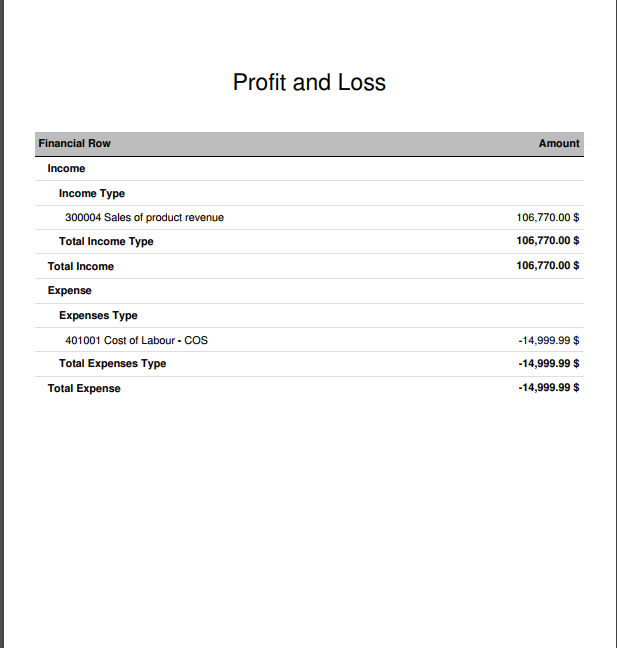 Profit and Loss
Financial Row Amount
Income
Income Type
300004 Sales of product revenue 106,770.00 $
Total Income Type 106,770.00 $
Total Income 106,770.00 $
Expense
Expenses Type
401001 Cost of Labour - COS -14,999.99 $
Total Expenses Type -14,999.99 $
Total Expense -14,999.99 $